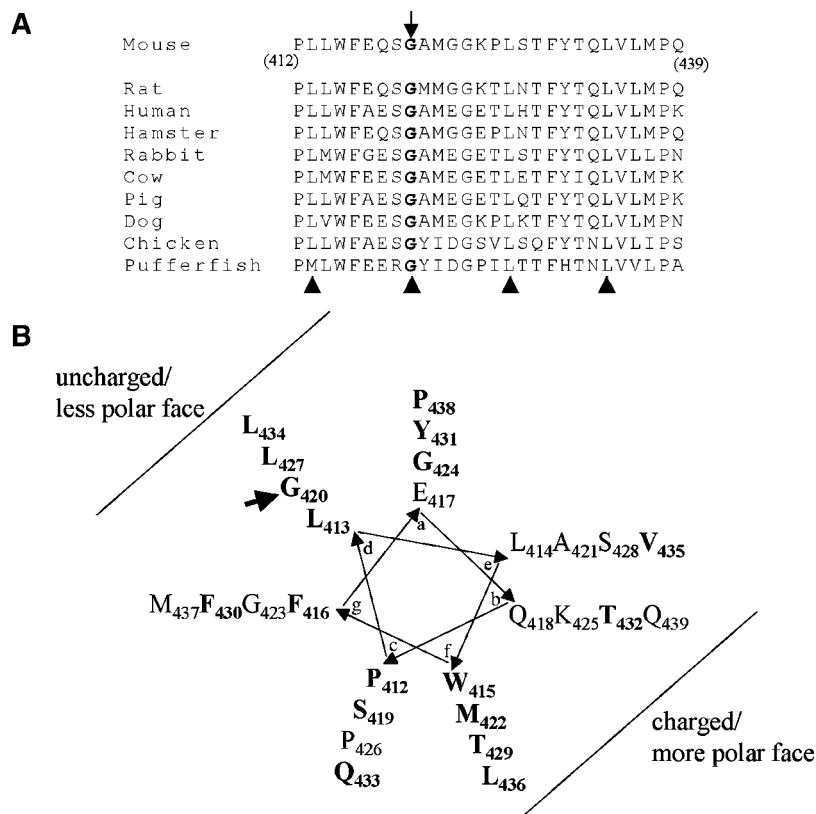 A
Mouse PLLWFEQSGAMGGKPLSTFYTQLVLMPQ
(412) (439)
Rat PLLWFEQSGMMGGKTLNTFYTQLVLMPQ
Human PLLWFAESGAMEGETLHTFYTQLVLMPK
Hamster PLLWFEQSGAMGGEPLNTFYTQLVLMPQ
Rabbit PLMWFGESGAMEGETLSTFYTQLVLLPN
Cow PLMWFEESGAMEGETLETFYIQLVLMPK
Pig PLLWFEESGAMEGETLQTFYTQLVLMPK
Dog PLVWFEESGAMEGKPLKTFYTQLVLMPN
Chicken PLLWFAESGYIDGSVLSQFYTNLVLIPS
Pufferfish PMLWFEERGYIDGPILTTFHTNLVVLPA
B
uncharged/
less polar face
P438
Y431
G424
E417
L434
L427
G420
L413
a
d
e
L414A421S428V435
M437F430G423F416
g
b
Q418K425T432Q439
c
f
P412
S419
P426
Q433
W415
M422
T429
L436
charged/
more polar face